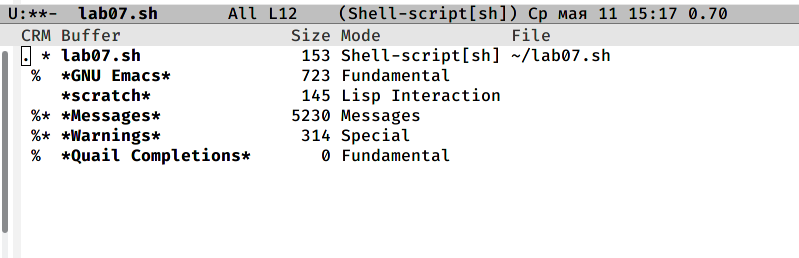 U:**-  lab07.sh      All L12    (Shell-script[sh]) Ср мая 11 15:17 0.70
CRM Buffer                 Size Mode             File
. * lab07.sh                153 Shell-script[sh] ~/lab07.sh
 %  *GNU Emacs*             723 Fundamental
    *scratch*               145 Lisp Interaction
 %* *Messages*             5230 Messages
 %* *Warnings*              314 Special
 %  *Quail Completions*       0 Fundamental